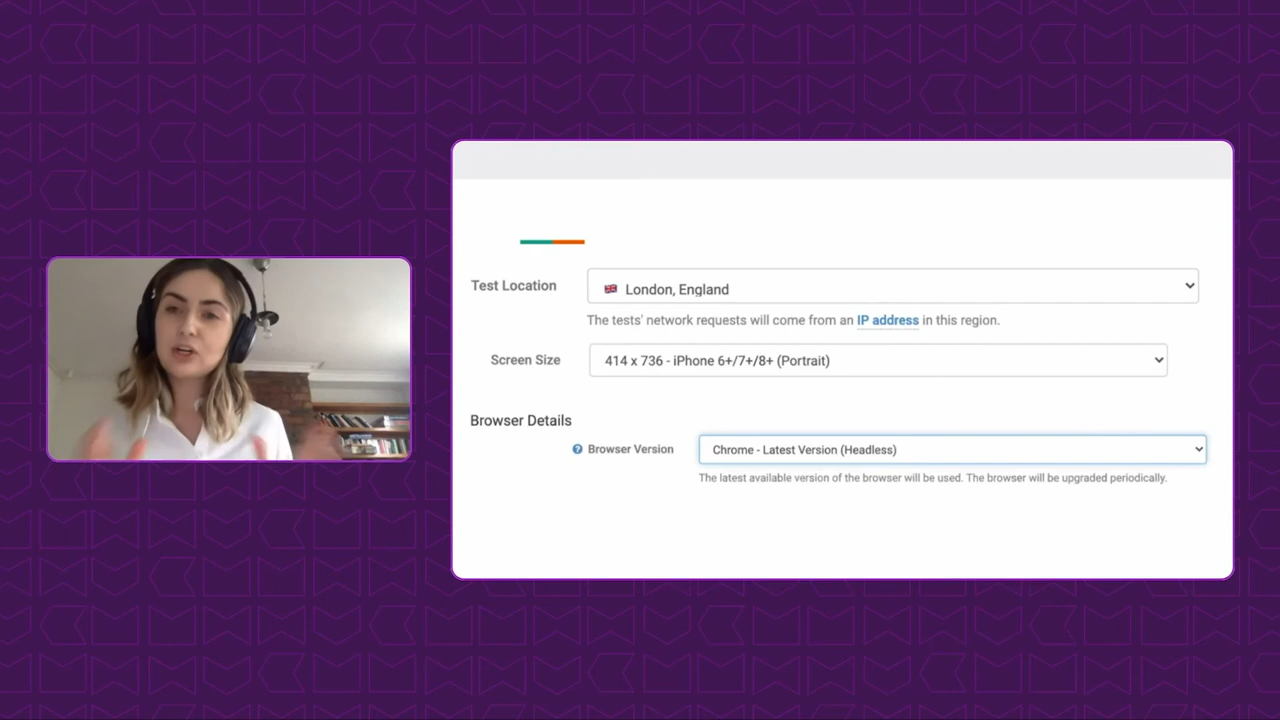 Test Location
London, England
The tests' network requests will come from an IP address in this region.
Screen Size
414 x 736 - iPhone 6+/7+/8+ (Portrait)
Browser Details
? Browser Version
Chrome - Latest Version (Headless)
The latest available version of the browser will be used. The browser will be upgraded periodically.